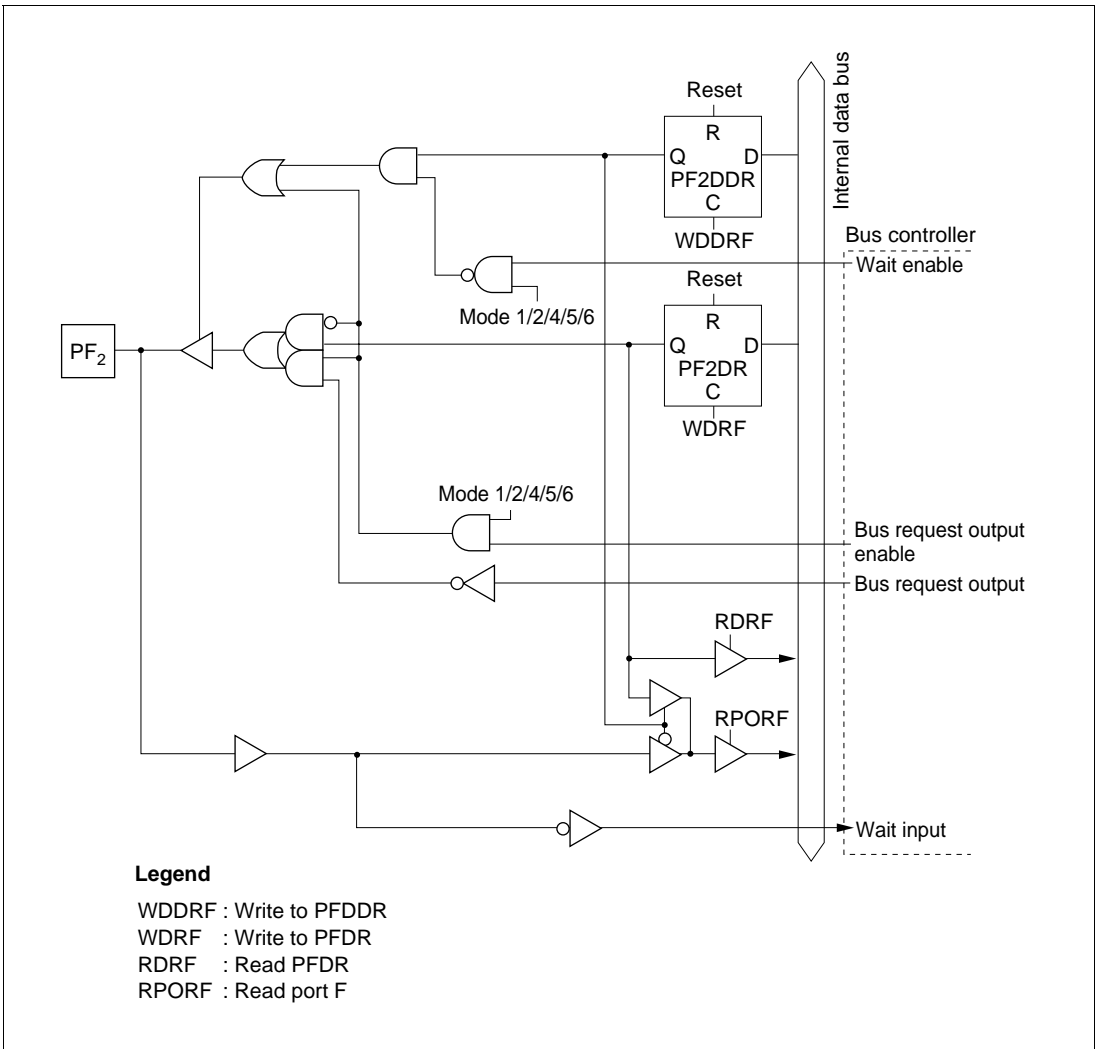 Reset
R
Q D
PF2DDR
C
WDDRF
Internal data bus
Bus controller
Wait enable
Mode 1/2/4/5/6
Reset
R
Q D
PF2DR
C
WDRF
PF2
Mode 1/2/4/5/6
Bus request output
enable
Bus request output
RDRF
RPORF
Wait input
Legend
WDDRF : Write to PFDDR
WDRF : Write to PFDR
RDRF : Read PFDR
RPORF : Read port F